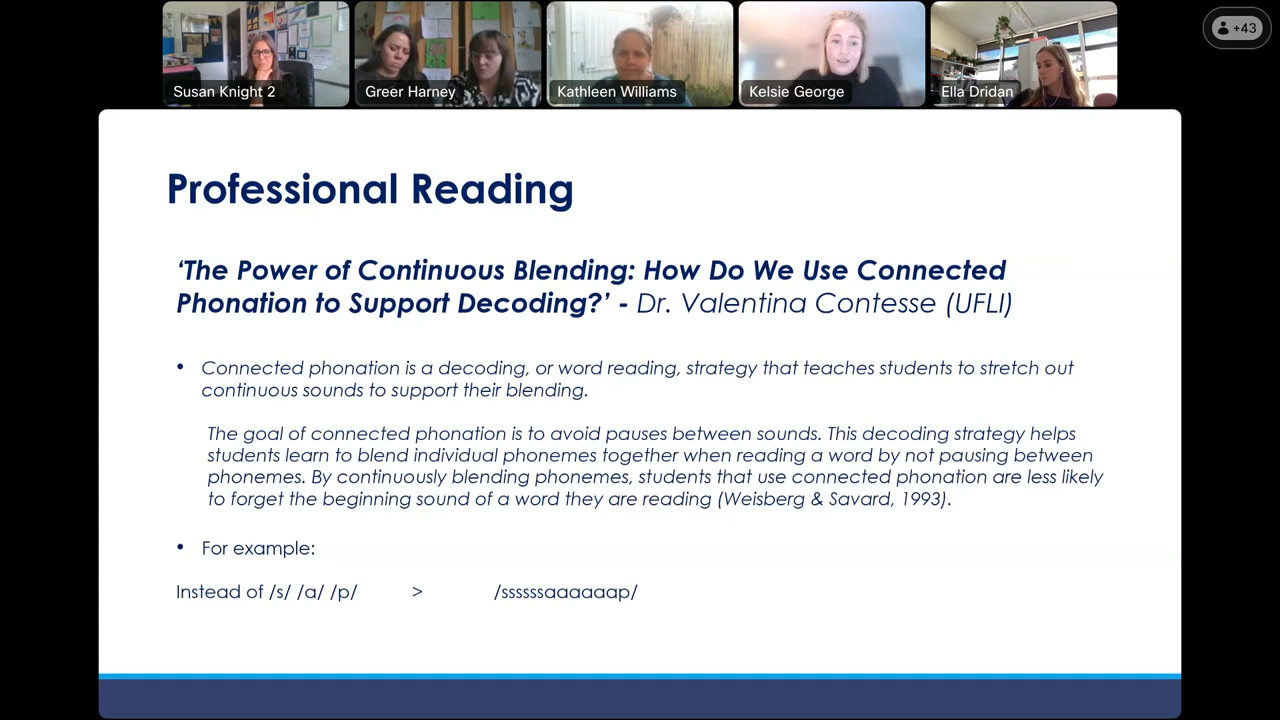 +43
Susan Knight 2
Greer Harney
Kathleen Williams
Kelsie George
Ella Dridan
Professional Reading
‘The Power of Continuous Blending: How Do We Use Connected
Phonation to Support Decoding?’ - Dr. Valentina Contesse (UFLI)
• Connected phonation is a decoding, or word reading, strategy that teaches students to stretch out
continuous sounds to support their blending.
The goal of connected phonation is to avoid pauses between sounds. This decoding strategy helps
students learn to blend individual phonemes together when reading a word by not pausing between
phonemes. By continuously blending phonemes, students that use connected phonation are less likely
to forget the beginning sound of a word they are reading (Weisberg & Savard, 1993).
• For example:
Instead of /s/ /a/ /p/ > /ssssssaaaaaap/